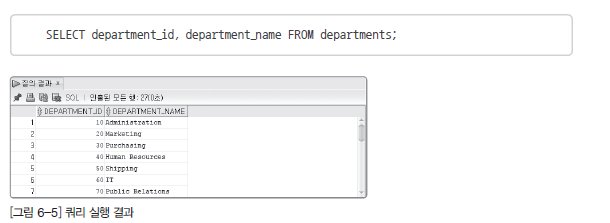 SELECT department_id, department_name FROM departments;
질의 결과 x
SQL | 인출된 모든 행: 27(0초)
DEPARTMENT_ID DEPARTMENT_NAME
1 10 Administration
2 20 Marketing
3 30 Purchasing
4 40 Human Resources
5 50 Shipping
6 60 IT
7 70 Public Relations
[그림 6-5] 쿼리 실행 결과